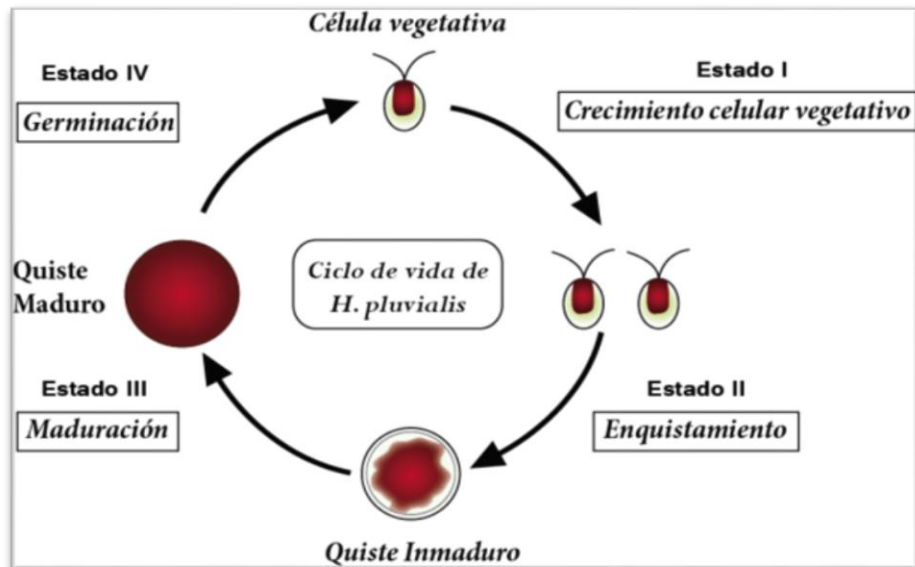 Célula vegetativa
Estado I
Crecimiento celular vegetativo
Estado II
Enquistamiento
Quiste Inmaduro
Estado III
Maduración
Quiste
Maduro
Estado IV
Germinación
Ciclo de vida de
H. pluvialis